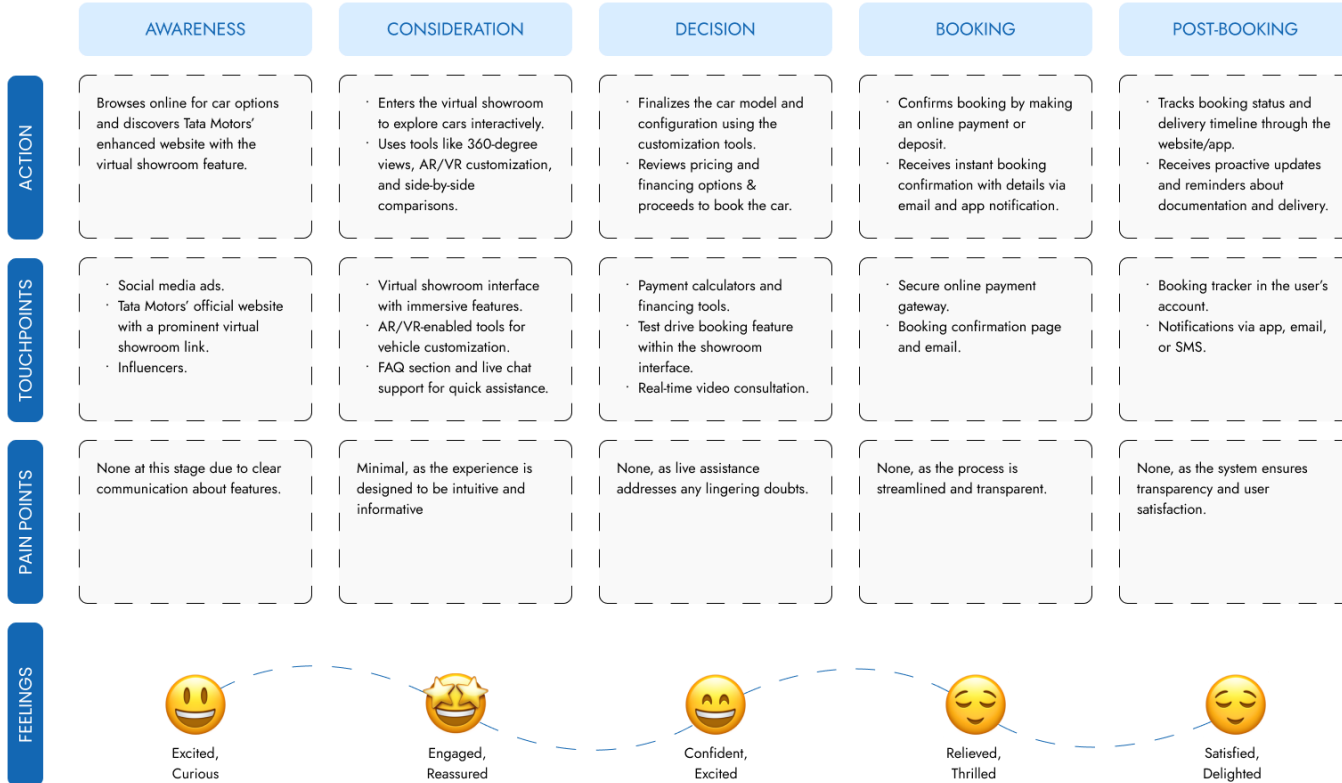 AWARENESS
CONSIDERATION
DECISION
BOOKING
POST-BOOKING
ACTION
Browses online for car options
and discovers Tata Motors’
enhanced website with the
virtual showroom feature.
· Enters the virtual showroom
to explore cars interactively.
· Uses tools like 360-degree
views, AR/VR customization,
and side-by-side
comparisons.
· Finalizes the car model and
configuration using the
customization tools.
· Reviews pricing and
financing options &
proceeds to book the car.
· Confirms booking by making
an online payment or
deposit.
· Receives instant booking
confirmation with details via
email and app notification.
· Tracks booking status and
delivery timeline through the
website/app.
· Receives proactive updates
and reminders about
documentation and delivery.
TOUCHPOINTS
· Social media ads.
· Tata Motors’ official website
with a prominent virtual
showroom link.
· Influencers.
· Virtual showroom interface
with immersive features.
· AR/VR-enabled tools for
vehicle customization.
· FAQ section and live chat
support for quick assistance.
· Payment calculators and
financing tools.
· Test drive booking feature
within the showroom
interface.
· Real-time video consultation.
· Secure online payment
gateway.
· Booking confirmation page
and email.
· Booking tracker in the user’s
account.
· Notifications via app, email,
or SMS.
PAIN POINTS
None at this stage due to clear
communication about features.
Minimal, as the experience is
designed to be intuitive and
informative
None, as live assistance
addresses any lingering doubts.
None, as the process is
streamlined and transparent.
None, as the system ensures
transparency and user
satisfaction.
FEELINGS
Excited,
Curious
Engaged,
Reassured
Confident,
Excited
Relieved,
Thrilled
Satisfied,
Delighted